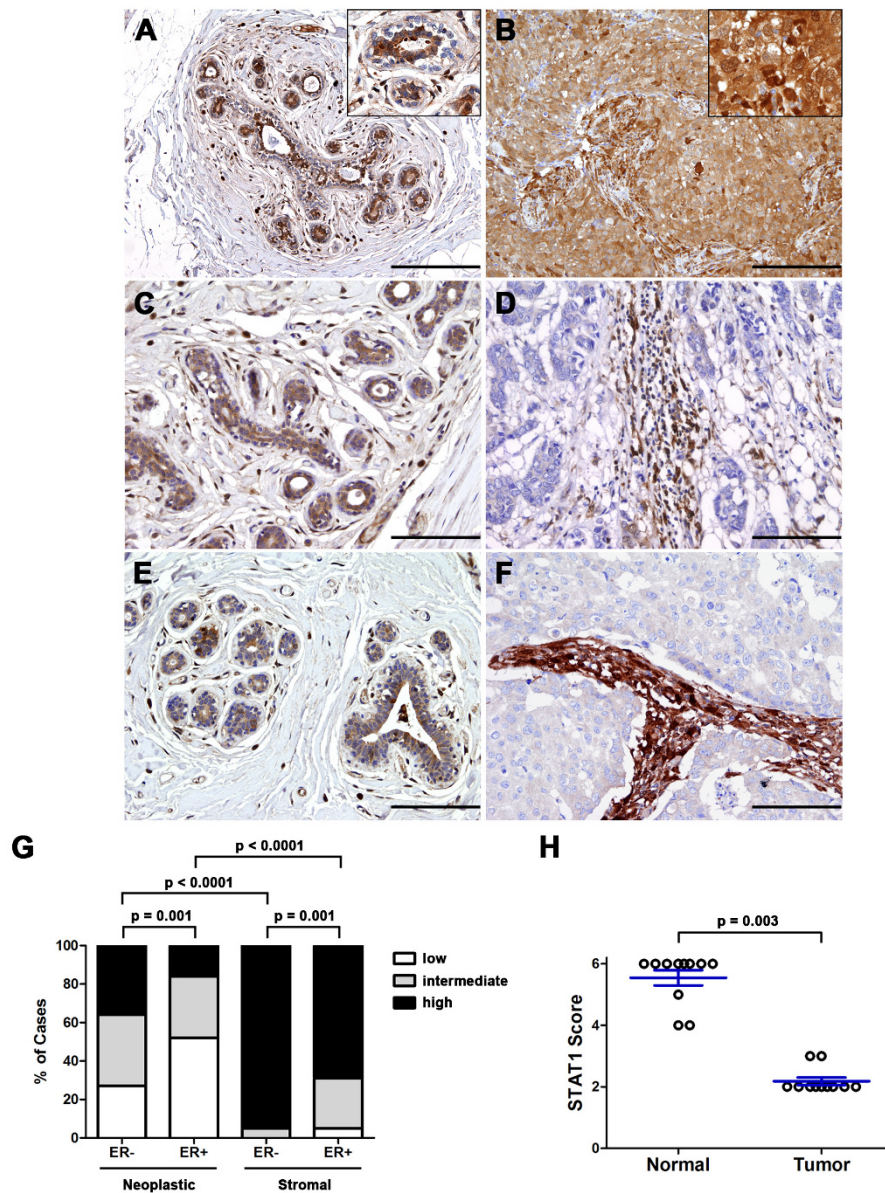 A
B
C
D
E
F
G
H
p < 0.0001
p < 0.0001
p = 0.001
p = 0.001
p = 0.003
100
80
60
40
20
0
% of Cases
low
intermediate
high
ER-
ER+
ER-
ER+
Neoplastic
Stromal
6
4
2
0
STAT1 Score
Normal
Tumor